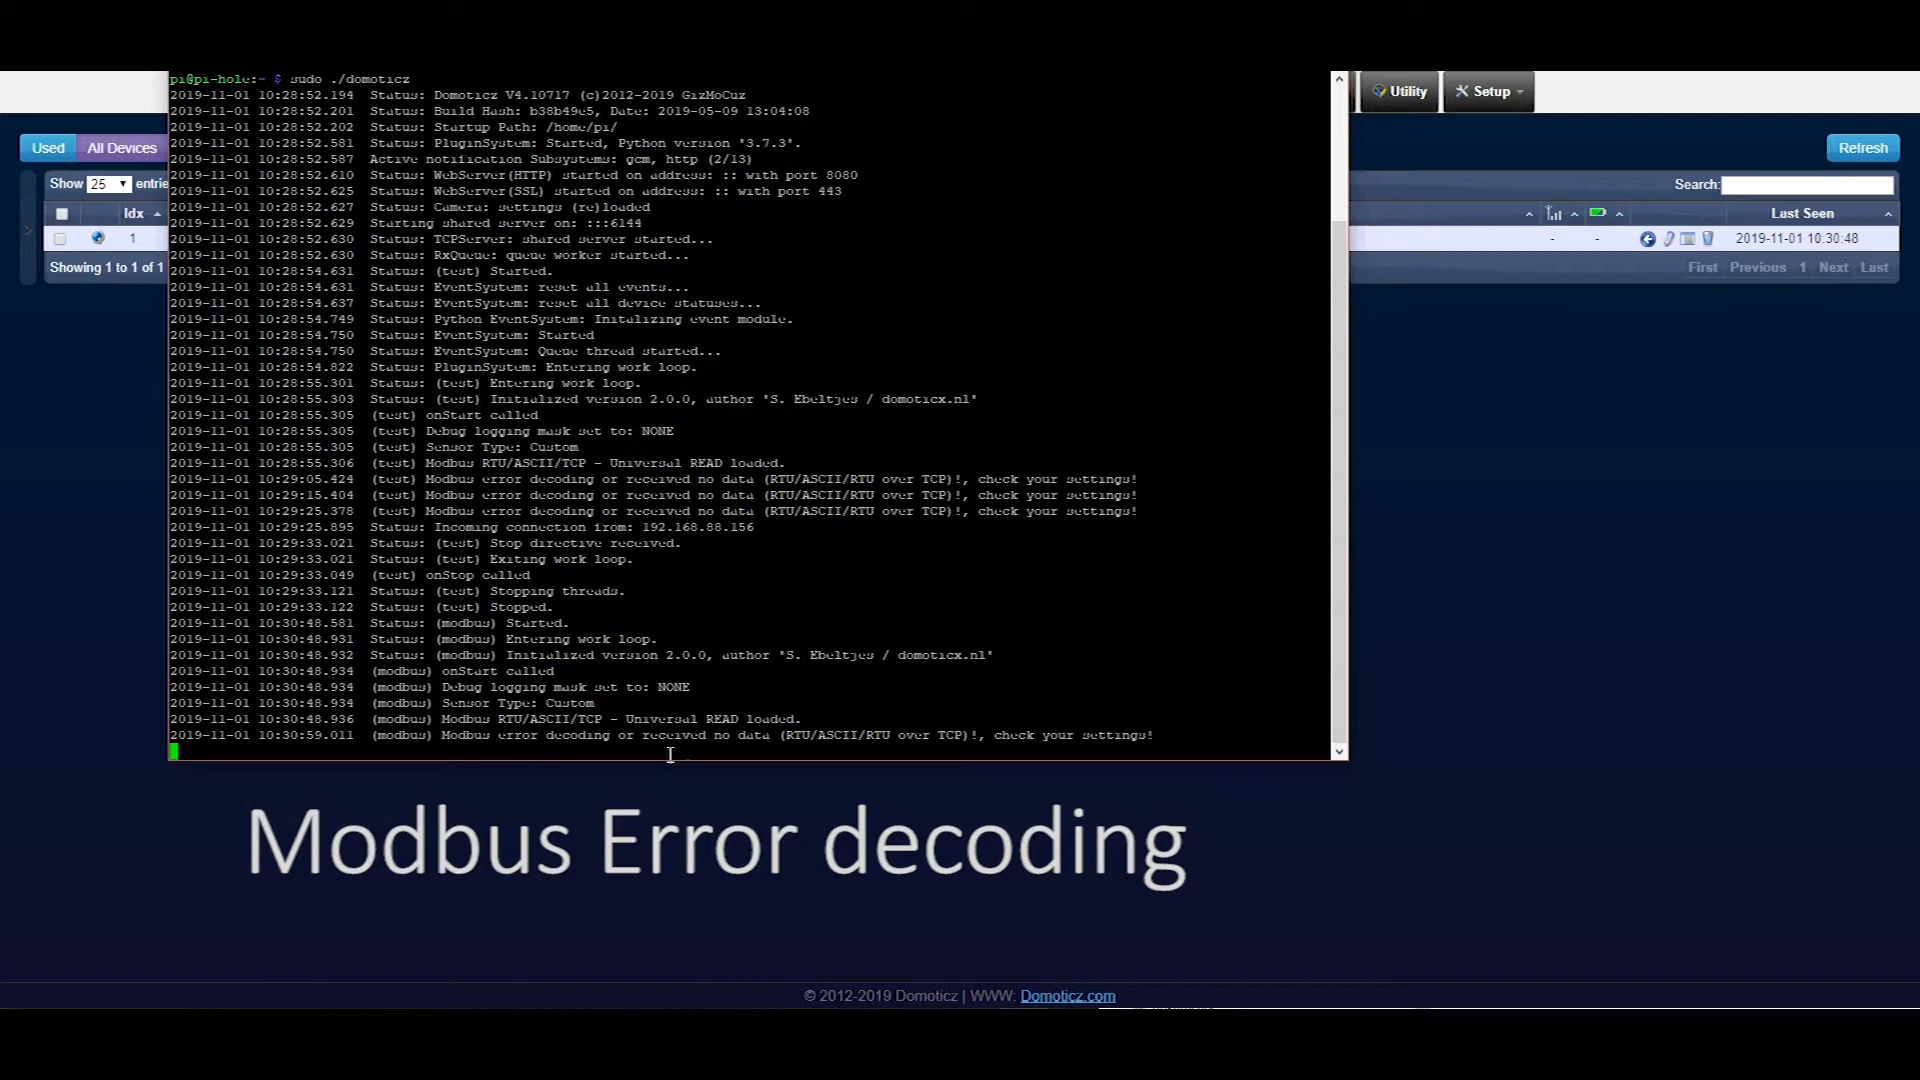 pi@pi-hole:~ $ sudo ./domoticz
2019-11-01 10:28:52.194 Status: Domoticz V4.10717 (c)2012-2019 GizMoCuz
2019-11-01 10:28:52.201 Status: Build Hash: b38b49e5, Date: 2019-05-09 13:04:08
2019-11-01 10:28:52.202 Status: Startup Path: /home/pi/
2019-11-01 10:28:52.581 Status: PluginSystem: Started, Python version '3.7.3'.
2019-11-01 10:28:52.587 Active notification Subsystems: gcm, http (2/13)
2019-11-01 10:28:52.610 Status: WebServer(HTTP) started on address: :: with port 8080
2019-11-01 10:28:52.625 Status: WebServer(SSL) started on address: :: with port 443
2019-11-01 10:28:52.627 Status: Camera: settings (re)loaded
2019-11-01 10:28:52.629 Starting shared server on: :::6144
2019-11-01 10:28:52.630 Status: TCPServer: shared server started...
2019-11-01 10:28:52.630 Status: RxQueue: queue worker started...
2019-11-01 10:28:54.631 Status: (test) Started.
2019-11-01 10:28:54.631 Status: EventSystem: reset all events...
2019-11-01 10:28:54.637 Status: EventSystem: reset all device statuses...
2019-11-01 10:28:54.749 Status: Python EventSystem: Initalizing event module.
2019-11-01 10:28:54.750 Status: EventSystem: Started
2019-11-01 10:28:54.750 Status: EventSystem: Queue thread started...
2019-11-01 10:28:54.822 Status: PluginSystem: Entering work loop.
2019-11-01 10:28:55.301 Status: (test) Entering work loop.
2019-11-01 10:28:55.303 Status: (test) Initialized version 2.0.0, author 'S. Ebeltjes / domoticx.nl'
2019-11-01 10:28:55.305 (test) onStart called
2019-11-01 10:28:55.305 (test) Debug logging mask set to: NONE
2019-11-01 10:28:55.305 (test) Sensor Type: Custom
2019-11-01 10:28:55.306 (test) Modbus RTU/ASCII/TCP - Universal READ loaded.
2019-11-01 10:29:05.424 (test) Modbus error decoding or received no data (RTU/ASCII/RTU over TCP)!, check your settings!
2019-11-01 10:29:15.404 (test) Modbus error decoding or received no data (RTU/ASCII/RTU over TCP)!, check your settings!
2019-11-01 10:29:25.378 (test) Modbus error decoding or received no data (RTU/ASCII/RTU over TCP)!, check your settings!
2019-11-01 10:29:25.895 Status: Incoming connection from: 192.168.88.156
2019-11-01 10:29:33.021 Status: (test) Stop directive received.
2019-11-01 10:29:33.021 Status: (test) Exiting work loop.
2019-11-01 10:29:33.049 (test) onStop called
2019-11-01 10:29:33.121 Status: (test) Stopping threads.
2019-11-01 10:29:33.122 Status: (test) Stopped.
2019-11-01 10:30:48.581 Status: (modbus) Started.
2019-11-01 10:30:48.931 Status: (modbus) Entering work loop.
2019-11-01 10:30:48.932 Status: (modbus) Initialized version 2.0.0, author 'S. Ebeltjes / domoticx.nl'
2019-11-01 10:30:48.934 (modbus) onStart called
2019-11-01 10:30:48.934 (modbus) Debug logging mask set to: NONE
2019-11-01 10:30:48.934 (modbus) Sensor Type: Custom
2019-11-01 10:30:48.936 (modbus) Modbus RTU/ASCII/TCP - Universal READ loaded.
2019-11-01 10:30:59.011 (modbus) Modbus error decoding or received no data (RTU/ASCII/RTU over TCP)!, check your settings!
Utility Setup
Used All Devices Refresh
Show 25 entrie Search:
Idx Last Seen
1 - - 2019-11-01 10:30:48
Showing 1 to 1 of 1 First Previous 1 Next Last
Modbus Error decoding
© 2012-2019 Domoticz | WWW: Domoticz.com